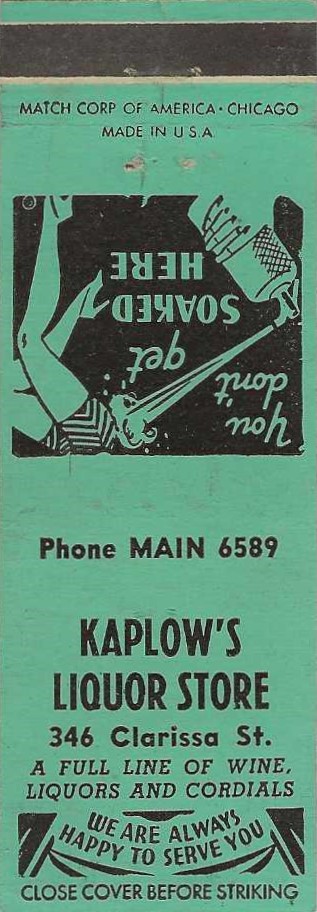 MATCH CORP OF AMERICA · CHICAGO
MADE IN U S A
You
don't
get
SOAKED
HERE
Phone MAIN 6589
KAPLOW'S
LIQUOR STORE
346 Clarissa St.
A FULL LINE OF WINE,
LIQUORS AND CORDIALS
WE ARE ALWAYS
HAPPY TO SERVE YOU
CLOSE COVER BEFORE STRIKING